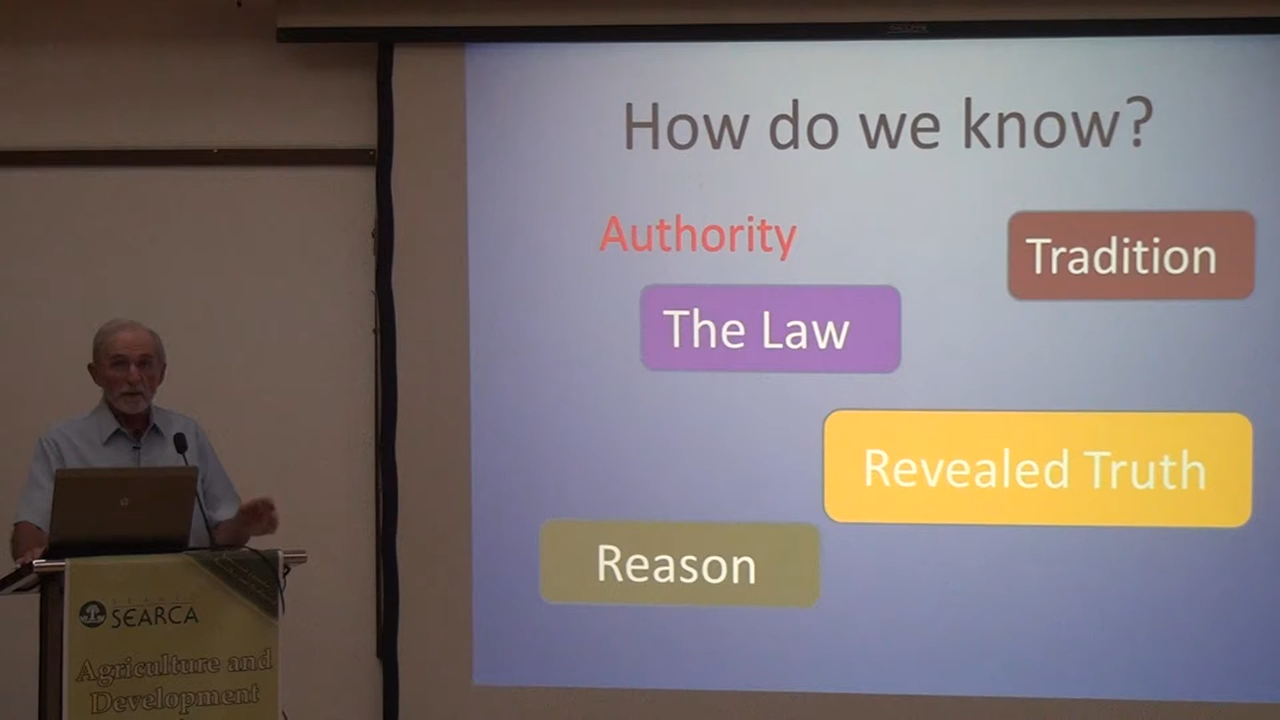 How do we know?
Authority
Tradition
The Law
Revealed Truth
Reason
SEARCA
Agriculture and
Development